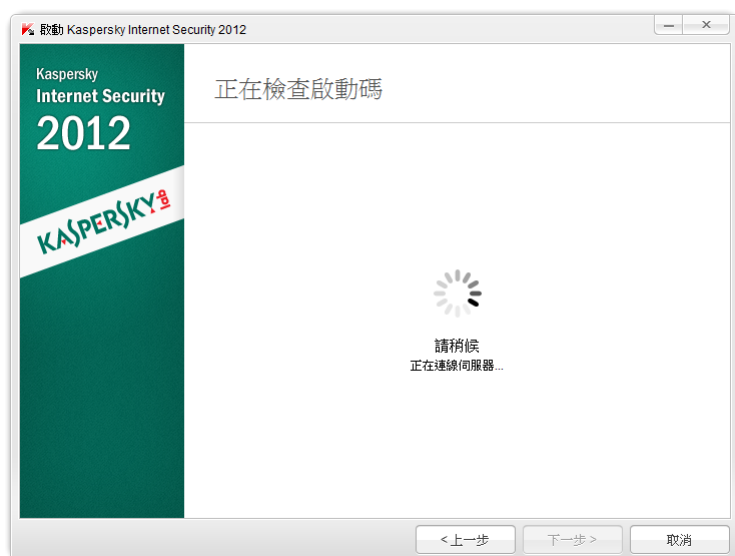 啟動 Kaspersky Internet Security 2012
Kaspersky
Internet Security
2012
正在檢查啟動碼
KASPERSKY lab
請稍候
正在連線伺服器...
<上一步
下一步>
取消